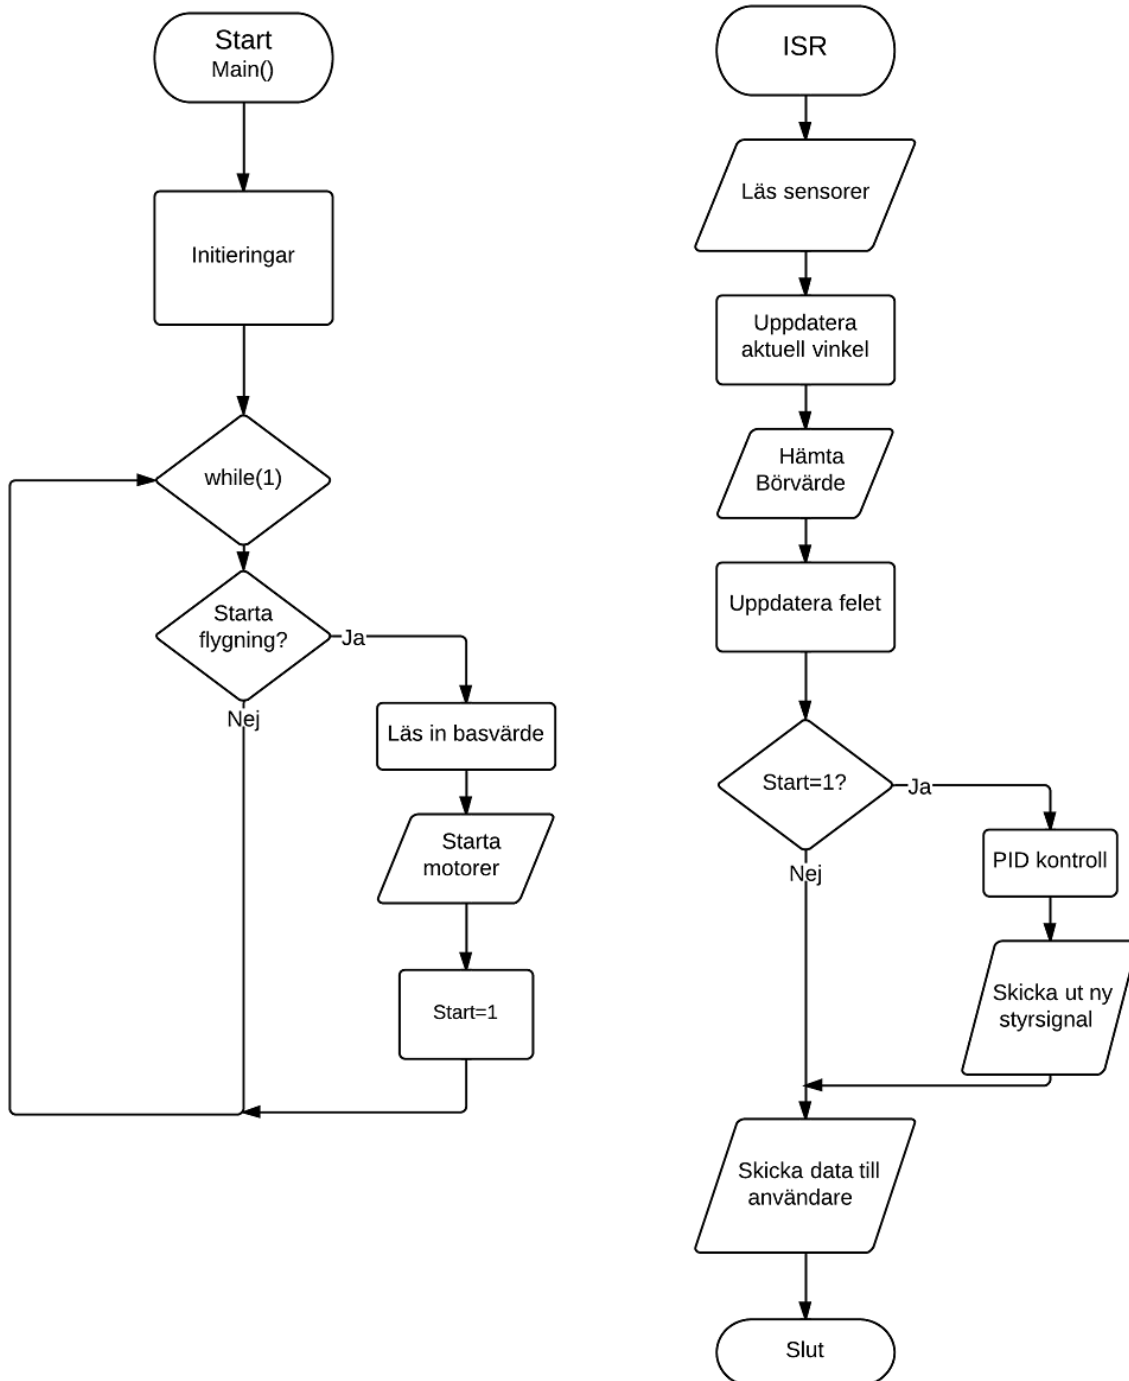 Start
Main()
Initieringar
while(1)
Starta
flygning?
Ja
Nej
Läs in basvärde
Starta
motorer
Start=1
ISR
Läs sensorer
Uppdatera
aktuell vinkel
Hämta
Börvärde
Uppdatera felet
Start=1?
Ja
Nej
PID kontroll
Skicka ut ny
styrsignal
Skicka data till
användare
Slut